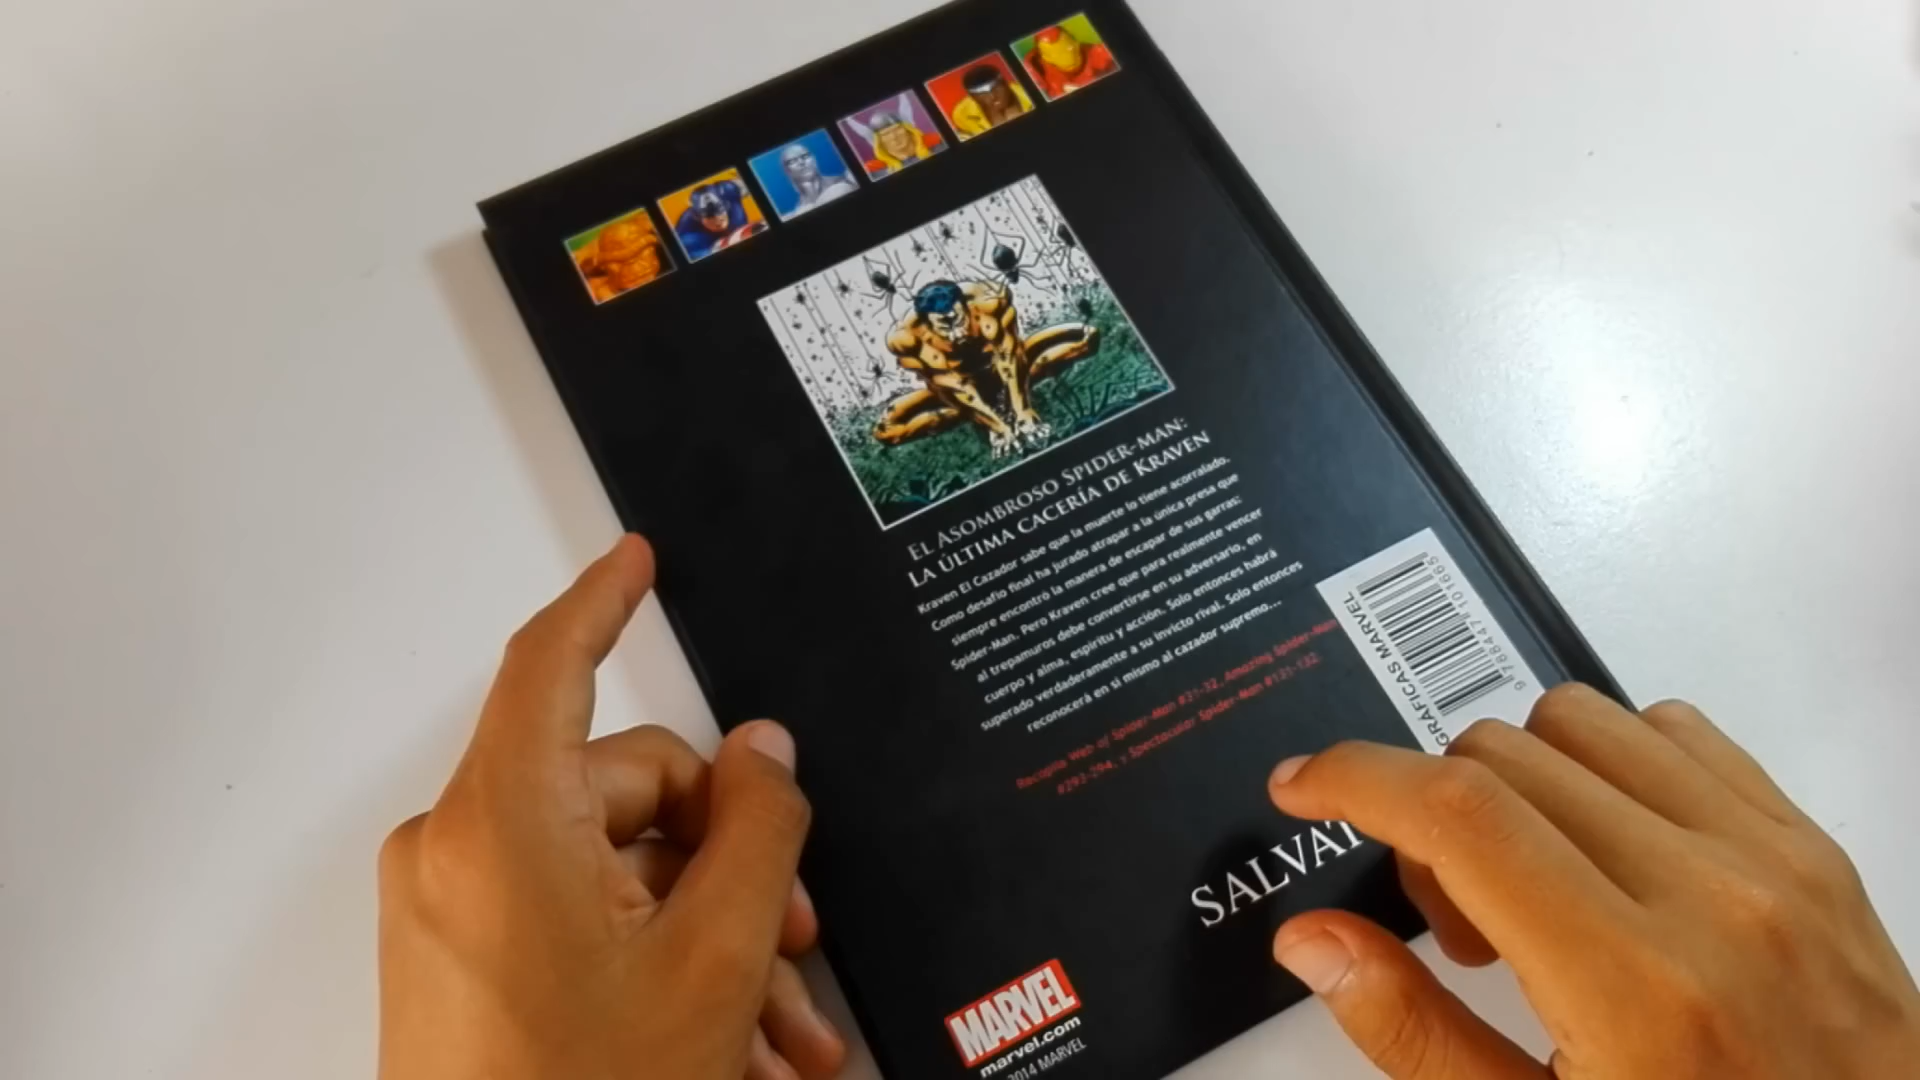 EL ASOMBROSO SPIDER-MAN:
LA ÚLTIMA CACERÍA DE KRAVEN
Kraven El Cazador sabe que la muerte lo tiene acorralado.
Como desafío final ha jurado atrapar a la única presa que
siempre encontró la manera de escapar de sus garras:
Spider-Man. Pero Kraven cree que para realmente vencer
al trepamuros debe convertirse en su adversario, en
cuerpo y alma, espíritu y acción. Solo entonces habrá
superado verdaderamente a su invicto rival. Solo entonces
reconocerá en si mismo al cazador supremo...
Recopila Web of Spider-Man #31-32, Amazing Spider-Man
#293-294, y Spectacular Spider-Man #131-132.
GRÁFICAS MARVEL
9 788447 101665
SALVAT
MARVEL
marvel.com
2014 MARVEL